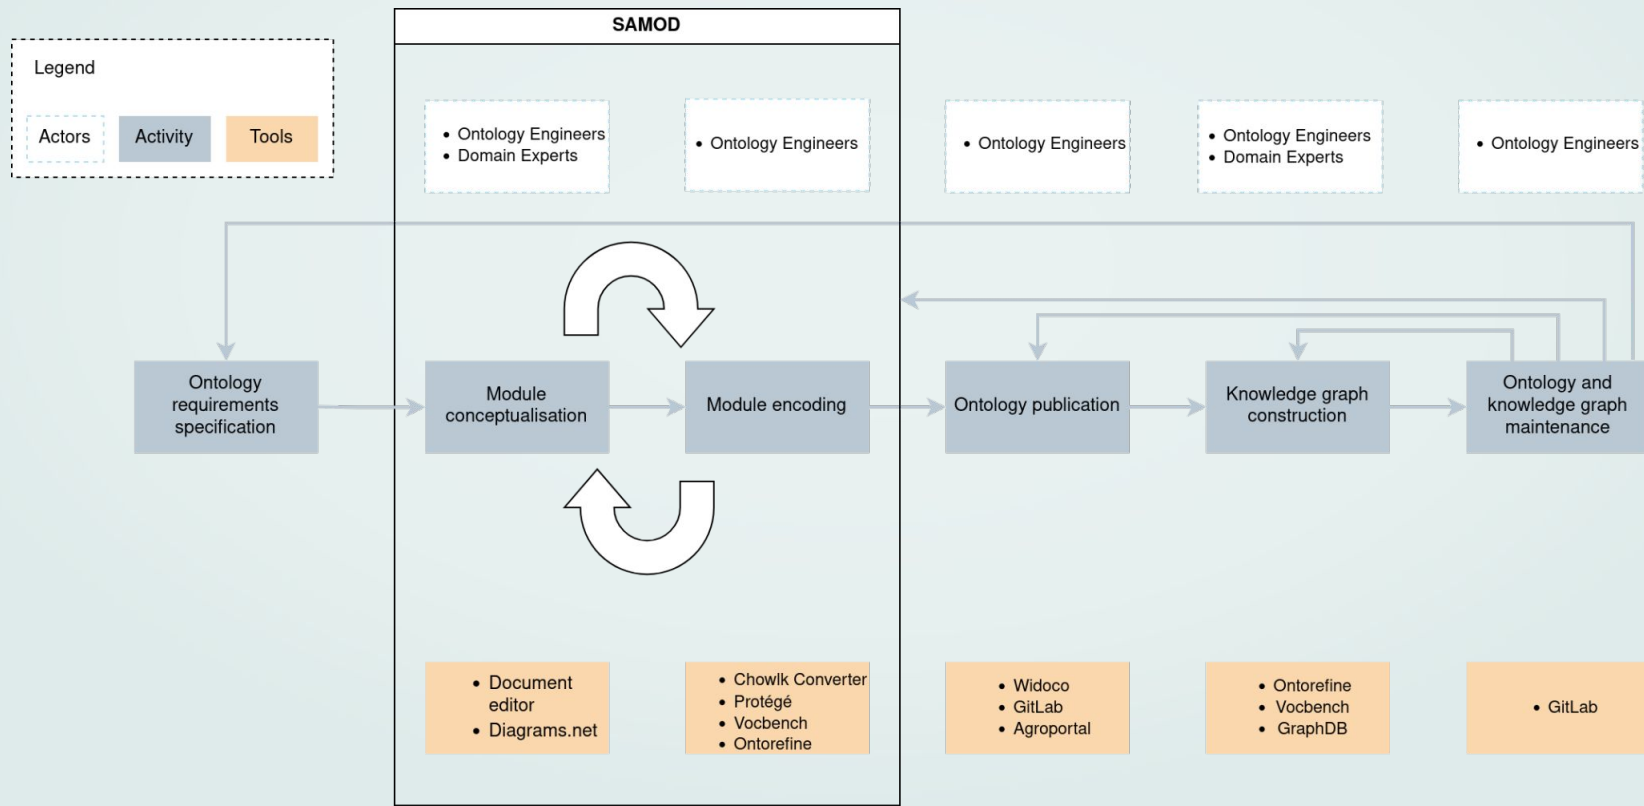 SAMOD
Legend
Actors
Activity
Tools
• Ontology Engineers
• Domain Experts
• Ontology Engineers
• Ontology Engineers
• Ontology Engineers
• Domain Experts
• Ontology Engineers
Ontology
requirements
specification
Module
conceptualisation
Module encoding
Ontology publication
Knowledge graph
construction
Ontology and
knowledge graph
maintenance
• Document
editor
• Diagrams.net
• Chowlk Converter
• Protégé
• Vocbench
• Ontorefine
• Widoco
• GitLab
• Agroportal
• Ontorefine
• Vocbench
• GraphDB
• GitLab